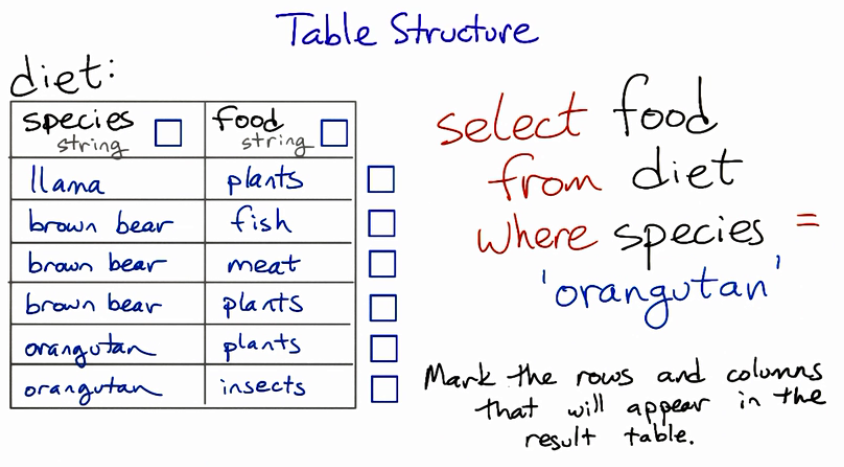 Table Structure
diet:
species food
string string
llama plants
brown bear fish
brown bear meat
brown bear plants
orangutan plants
orangutan insects
select food
from diet
where species =
'orangutan'
Mark the rows and columns
that will appear in the
result table.